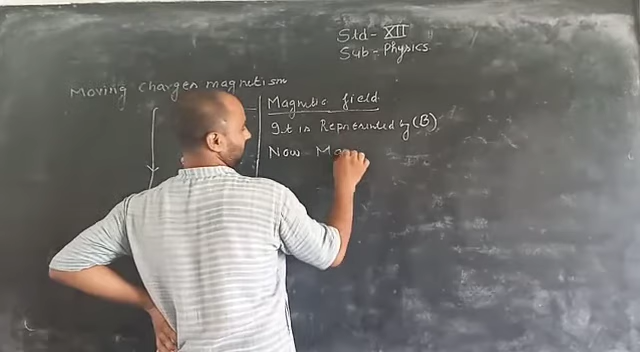 Std - XII
Sub - Physics
Moving charges magnetism
Magnetic field
It is Represented by (B)
Now Ma